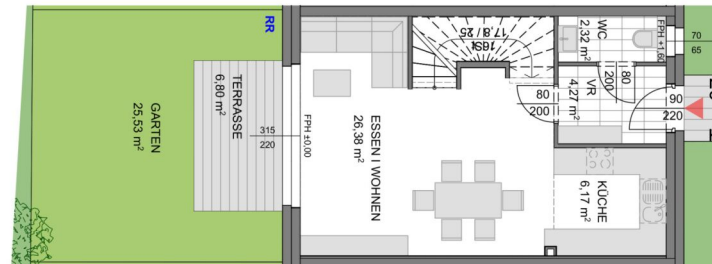 RR
GARTEN
25,53 m²
TERRASSE
6,80 m²
315
220
FPH ±0,00
ESSEN I WOHNEN
26,38 m²
16St
17,8 / 25
WC
2,32 m²
FPH +1,60
70
65
80
200
VR
4,27 m²
80
200
90
220
KÜCHE
6,17 m²